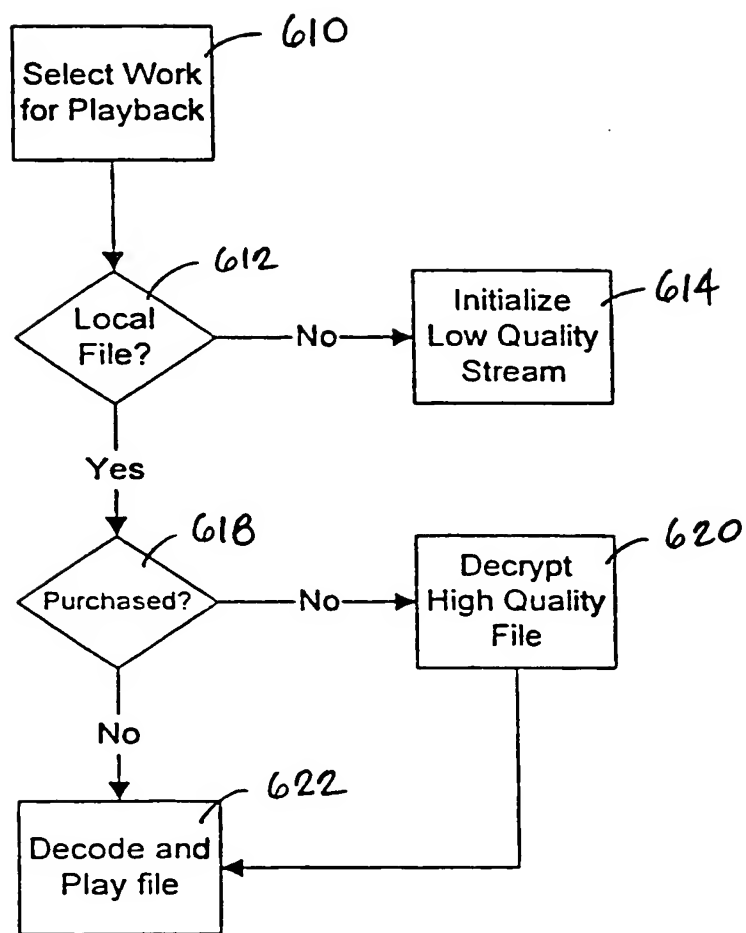 610
Select Work
for Playback
612
Local
File?
No
Initialize
Low Quality
Stream
614
Yes
618
Purchased?
No
Decrypt
High Quality
File
620
No
622
Decode and
Play file